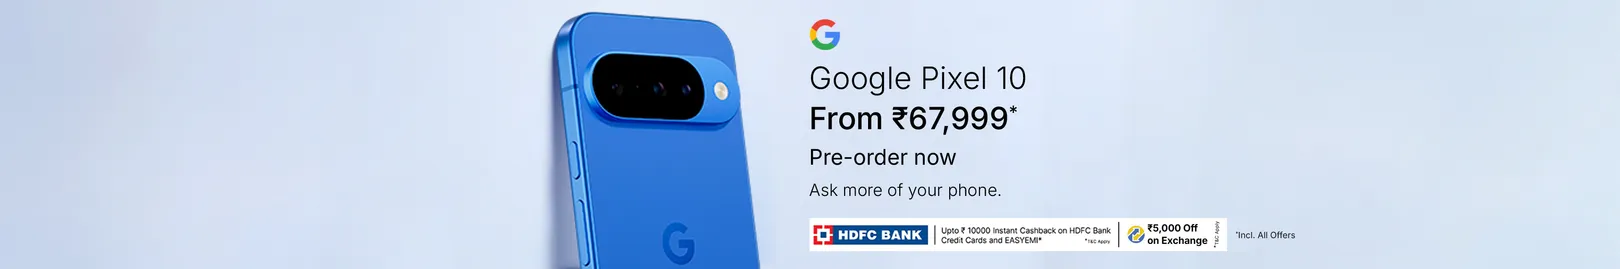 Google Pixel 10
From ₹67,999*
Pre-order now
Ask more of your phone.
HDFC BANK
Upto ₹ 10000 Instant Cashback on HDFC Bank
Credit Cards and EASYEMI*
*T&C Apply
₹5,000 Off
on Exchange
*T&C Apply
*Incl. All Offers